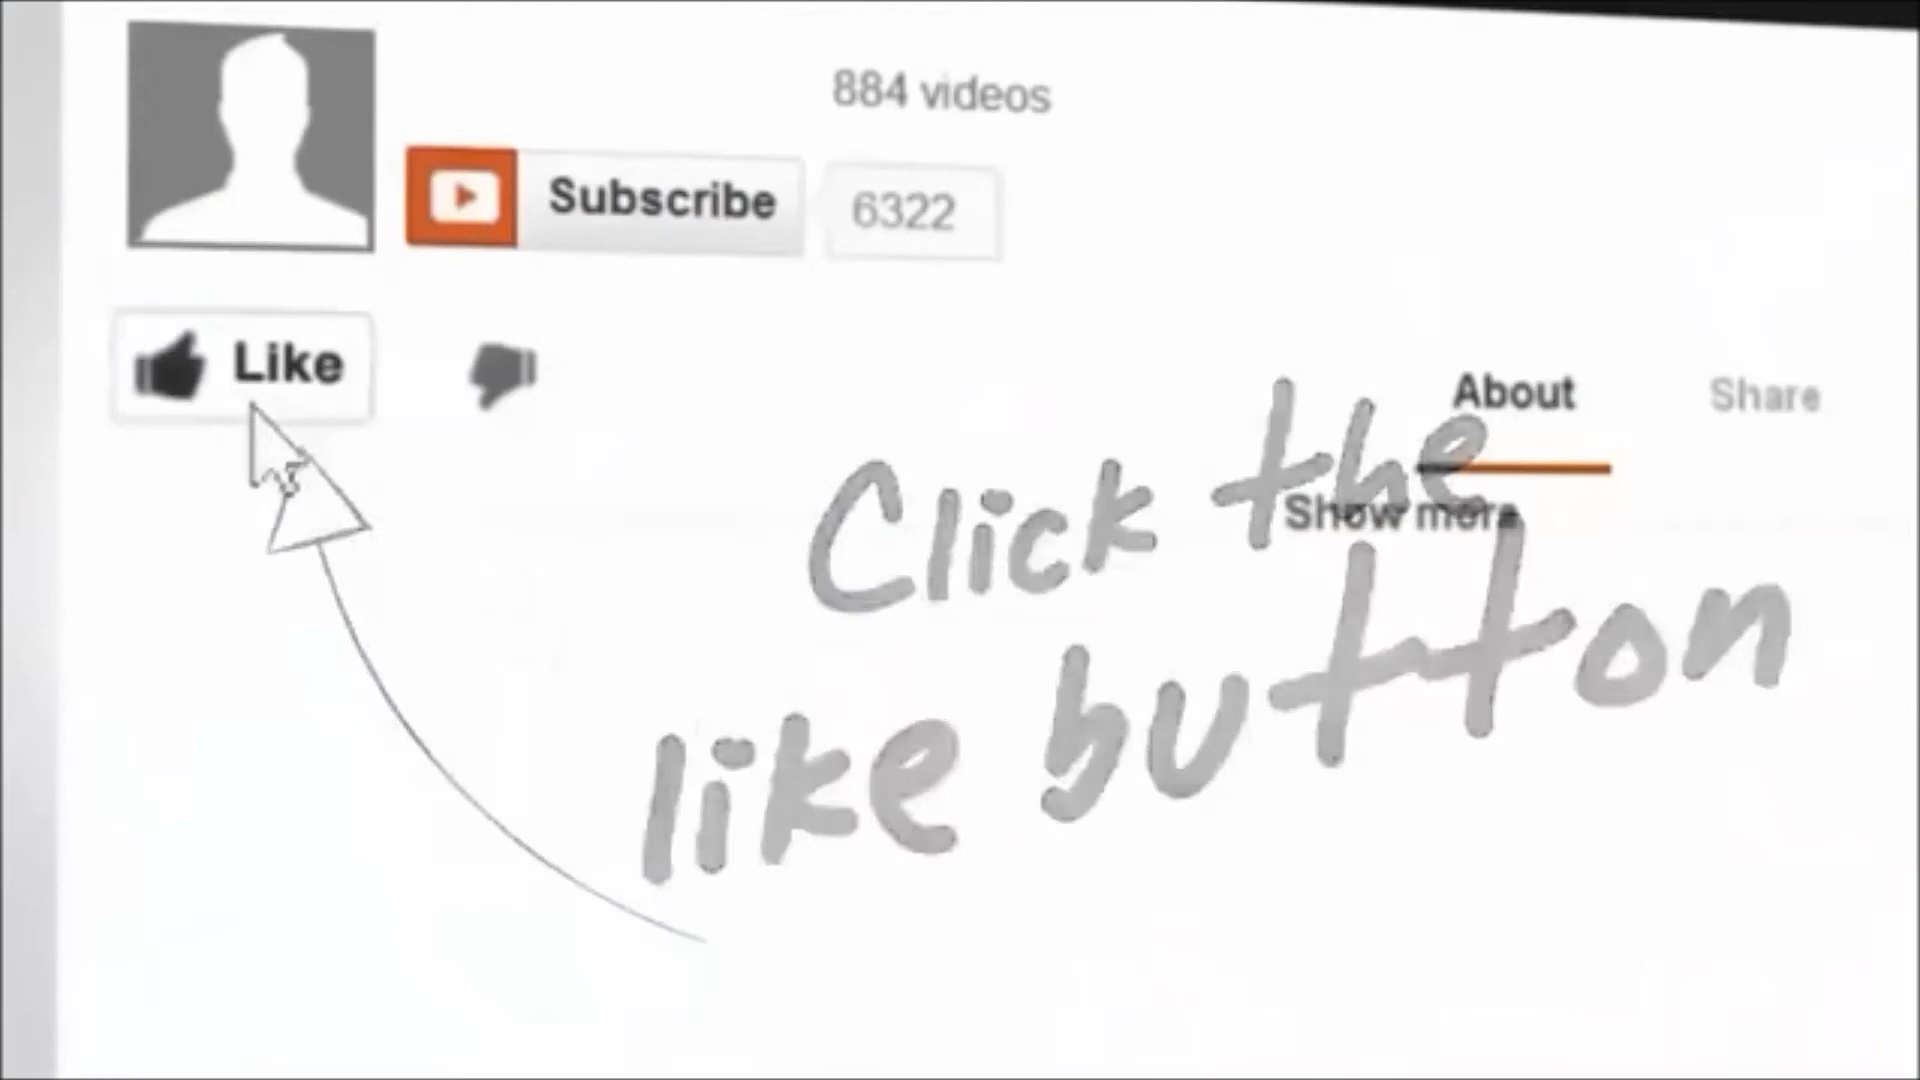 884 videos
Subscribe 6322
Like
About Share
Show more
Click the
like button